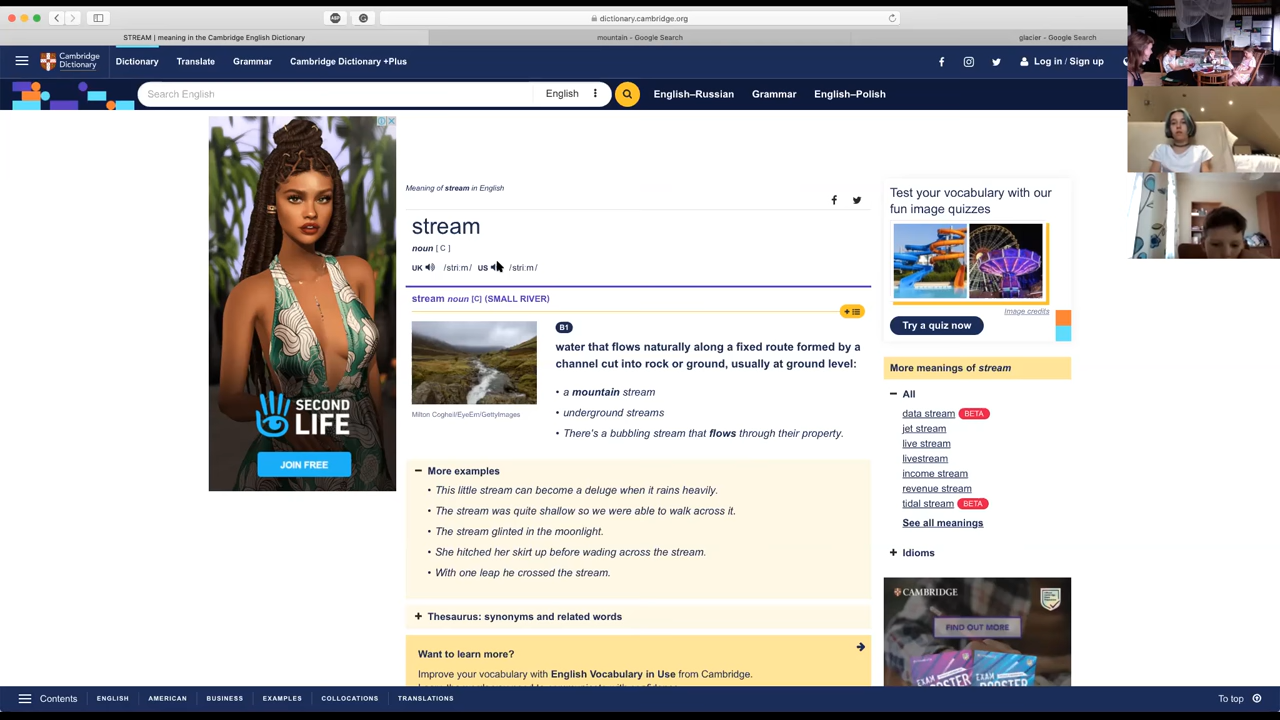 dictionary.cambridge.org
STREAM | meaning in the Cambridge English Dictionary
mountain - Google Search
glacier - Google Search
Cambridge Dictionary
Dictionary
Translate
Grammar
Cambridge Dictionary +Plus
Log in / Sign up
Search English
English
English–Russian
Grammar
English–Polish
Meaning of stream in English
stream
noun [ C ]
UK /striːm/ US /striːm/
stream noun [C] (SMALL RIVER)
B1
water that flows naturally along a fixed route formed by a
channel cut into rock or ground, usually at ground level:
• a mountain stream
• underground streams
• There's a bubbling stream that flows through their property.
Milton Cogheil/EyeEm/GettyImages
− More examples
• This little stream can become a deluge when it rains heavily.
• The stream was quite shallow so we were able to walk across it.
• The stream glinted in the moonlight.
• She hitched her skirt up before wading across the stream.
• With one leap he crossed the stream.
+ Thesaurus: synonyms and related words
Want to learn more?
Improve your vocabulary with English Vocabulary in Use from Cambridge.
SECOND
LIFE
JOIN FREE
Test your vocabulary with our
fun image quizzes
Image credits
Try a quiz now
More meanings of stream
− All
data stream BETA
jet stream
live stream
livestream
income stream
revenue stream
tidal stream BETA
See all meanings
+ Idioms
CAMBRIDGE
FIND OUT MORE
EXAM
BOOSTER
Contents
ENGLISH
AMERICAN
BUSINESS
EXAMPLES
COLLOCATIONS
TRANSLATIONS
To top